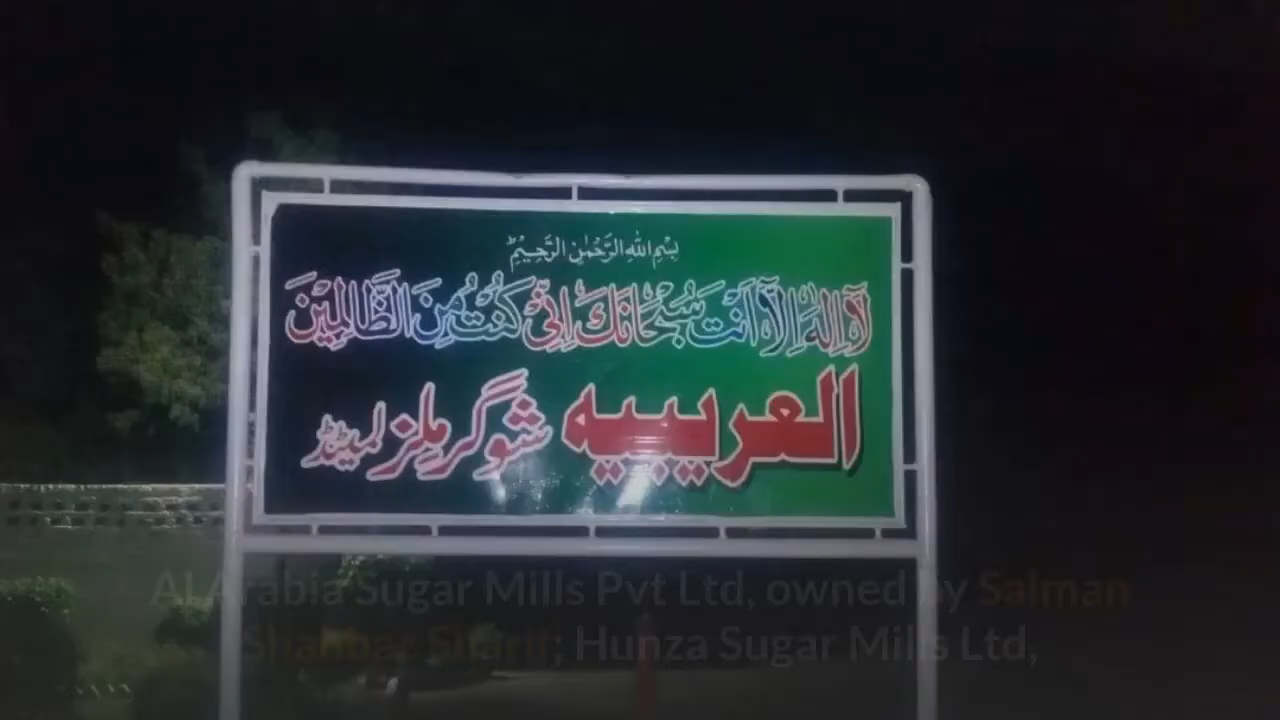 بِسْمِ اللهِ الرَّحْمٰنِ الرَّحِیْمِ
لَآ اِلٰهَ اِلَّآ اَنْتَ سُبْحَانَكَ اِنِّیْ كُنْتُ مِنَ الظَّالِمِیْنَ
العریبیہ شوگر ملز لمیٹڈ
Al Arabia Sugar Mills Pvt Ltd, owned by Salman
Shahbaz Sharif; Hunza Sugar Mills Ltd,